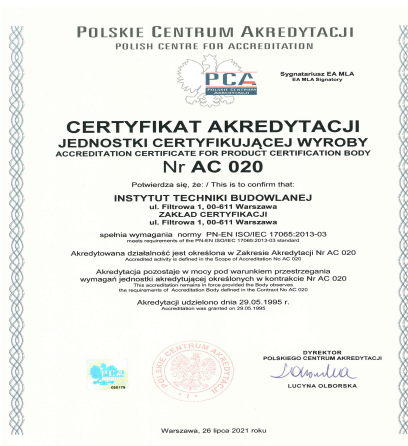 POLSKIE CENTRUM AKREDYTACJI
POLISH CENTRE FOR ACCREDITATION
PCA
POLSKIE CENTRUM
AKREDYTACJI
Sygnatariusz EA MLA
EA MLA Signatory
CERTYFIKAT AKREDYTACJI
JEDNOSTKI CERTYFIKUJĄCEJ WYROBY
ACCREDITATION CERTIFICATE FOR PRODUCT CERTIFICATION BODY
Nr AC 020
Potwierdza się, że: / This is to confirm that:
INSTYTUT TECHNIKI BUDOWLANEJ
ul. Filtrowa 1, 00-611 Warszawa
ZAKŁAD CERTYFIKACJI
ul. Filtrowa 1, 00-611 Warszawa
spełnia wymagania normy PN-EN ISO/IEC 17065:2013-03
meets requirements of the PN-EN ISO/IEC 17065:2013-03 standard
Akredytowana działalność jest określona w Zakresie Akredytacji Nr AC 020
Accredited activity is defined in the Scope of Accreditation No AC 020
Akredytacja pozostaje w mocy pod warunkiem przestrzegania
wymagań jednostki akredytującej określonych w kontrakcie Nr AC 020
This accreditation remains in force provided the Body observes
the requirements of Accreditation Body defined in the Contract No AC 020
Akredytacji udzielono dnia 29.05.1995 r.
Accreditation was granted on 29.05.1995
POLSKIE CENTRUM AKREDYTACJI
DYREKTOR
POLSKIEGO CENTRUM AKREDYTACJI
LUCYNA OLBORSKA
Warszawa, 26 lipca 2021 roku